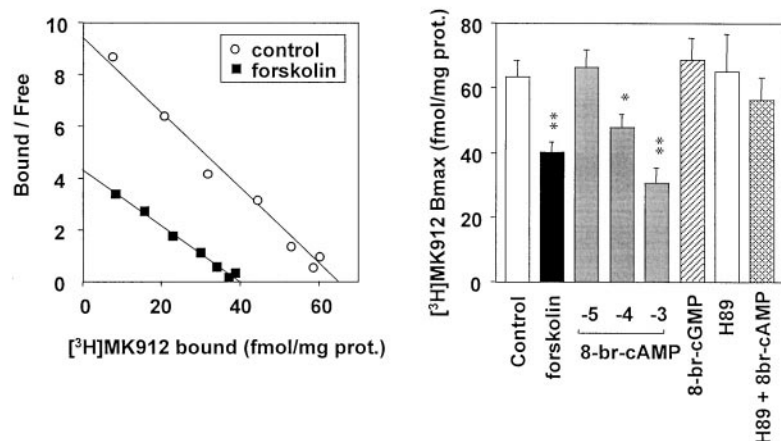 10
8
6
4
2
0
Bound / Free
control
forskolin
0 20 40 60 80
[³H]MK912 bound (fmol/mg prot.)
80
60
40
20
0
[³H]MK912 Bmax (fmol/mg prot.)
**
*
**
Control
forskolin
-5 -4 -3
8-br-cAMP
8-br-cGMP
H89
H89 + 8br-cAMP